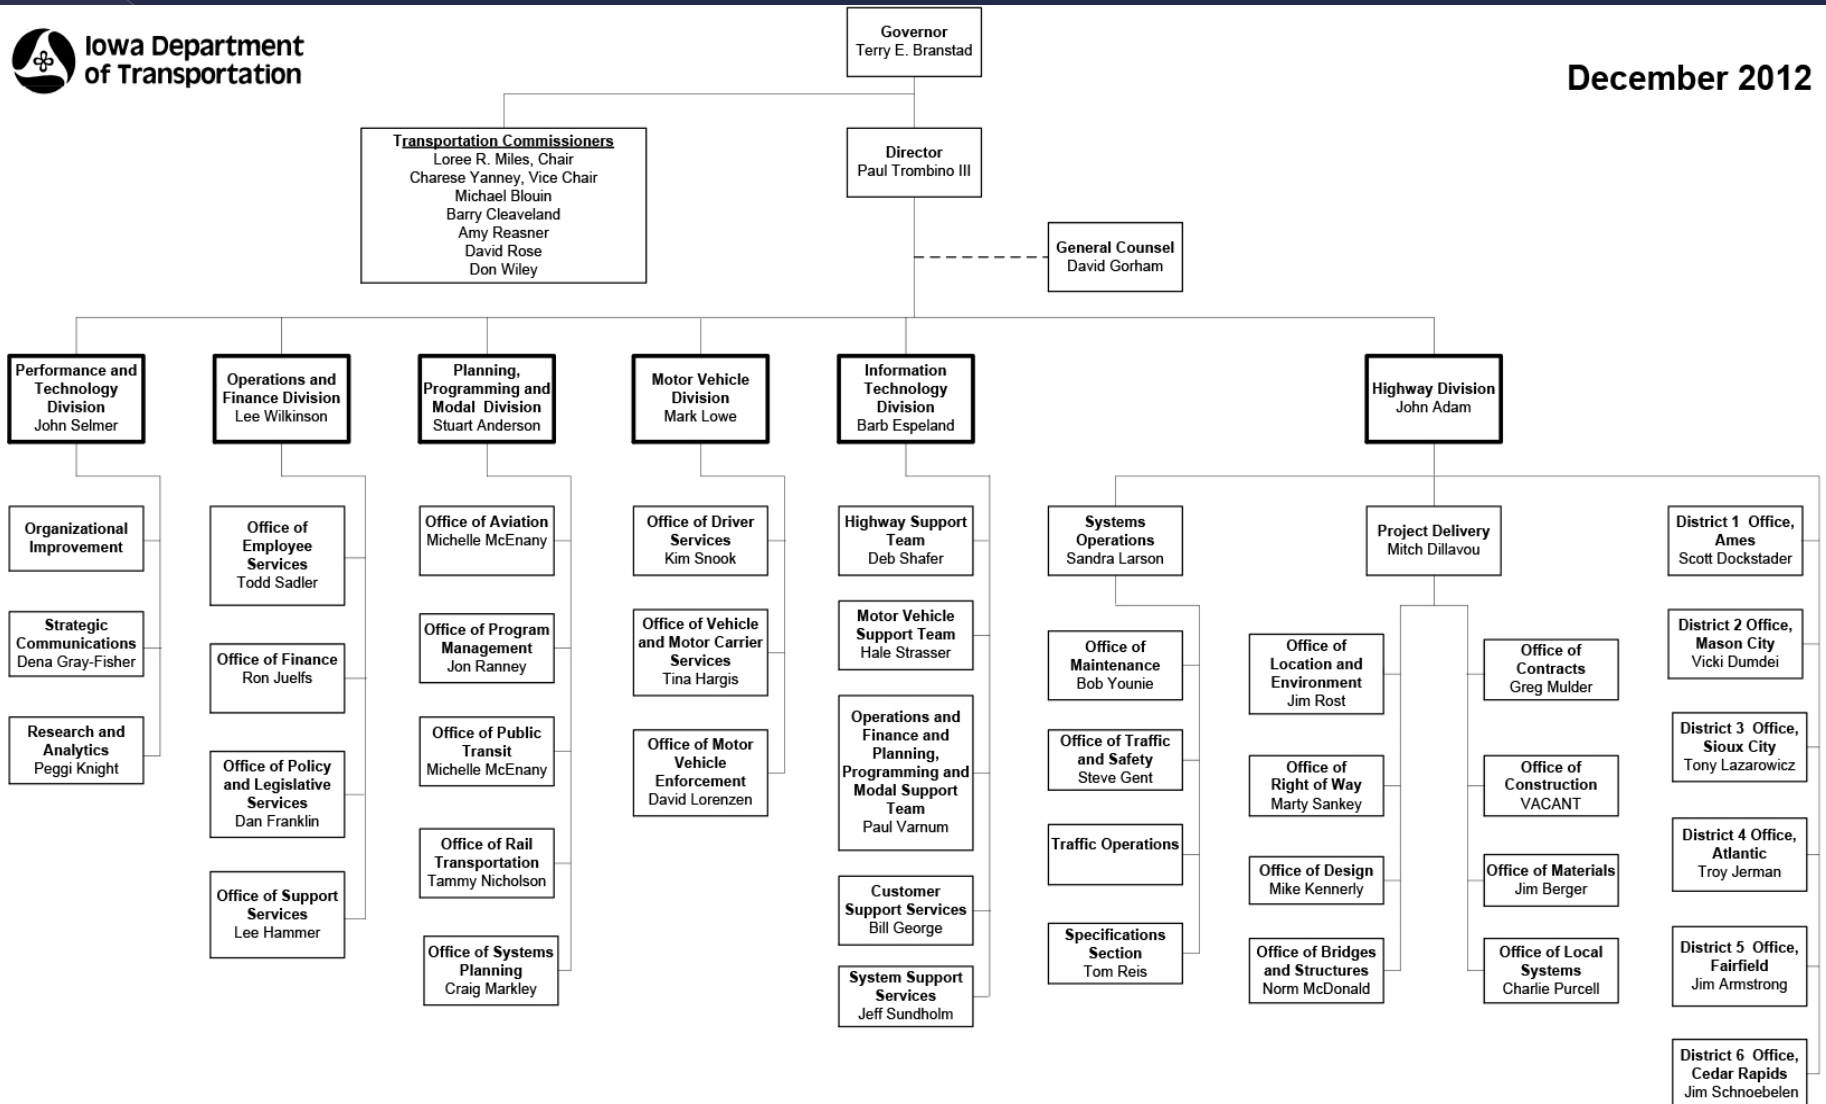 Iowa Department
of Transportation
December 2012
Governor
Terry E. Branstad
Transportation Commissioners
Loree R. Miles, Chair
Charese Yanney, Vice Chair
Michael Blouin
Barry Cleaveland
Amy Reasner
David Rose
Don Wiley
Director
Paul Trombino III
General Counsel
David Gorham
Performance and
Technology
Division
John Selmer
Operations and
Finance Division
Lee Wilkinson
Planning,
Programming and
Modal Division
Stuart Anderson
Motor Vehicle
Division
Mark Lowe
Information
Technology
Division
Barb Espeland
Highway Division
John Adam
Organizational
Improvement
Strategic
Communications
Dena Gray-Fisher
Research and
Analytics
Peggi Knight
Office of
Employee
Services
Todd Sadler
Office of Finance
Ron Juelfs
Office of Policy
and Legislative
Services
Dan Franklin
Office of Support
Services
Lee Hammer
Office of Aviation
Michelle McEnany
Office of Program
Management
Jon Ranney
Office of Public
Transit
Michelle McEnany
Office of Rail
Transportation
Tammy Nicholson
Office of Systems
Planning
Craig Markley
Office of Driver
Services
Kim Snook
Office of Vehicle
and Motor Carrier
Services
Tina Hargis
Office of Motor
Vehicle
Enforcement
David Lorenzen
Highway Support
Team
Deb Shafer
Motor Vehicle
Support Team
Hale Strasser
Operations and
Finance and
Planning,
Programming and
Modal Support
Team
Paul Varnum
Customer
Support Services
Bill George
System Support
Services
Jeff Sundholm
Systems
Operations
Sandra Larson
Office of
Maintenance
Bob Younie
Office of Traffic
and Safety
Steve Gent
Traffic Operations
Specifications
Section
Tom Reis
Project Delivery
Mitch Dillavou
Office of
Location and
Environment
Jim Rost
Office of
Right of Way
Marty Sankey
Office of Design
Mike Kennerly
Office of Bridges
and Structures
Norm McDonald
Office of
Contracts
Greg Mulder
Office of
Construction
VACANT
Office of Materials
Jim Berger
Office of Local
Systems
Charlie Purcell
District 1 Office,
Ames
Scott Dockstader
District 2 Office,
Mason City
Vicki Dumdei
District 3 Office,
Sioux City
Tony Lazarowicz
District 4 Office,
Atlantic
Troy Jerman
District 5 Office,
Fairfield
Jim Armstrong
District 6 Office,
Cedar Rapids
Jim Schnoebelen